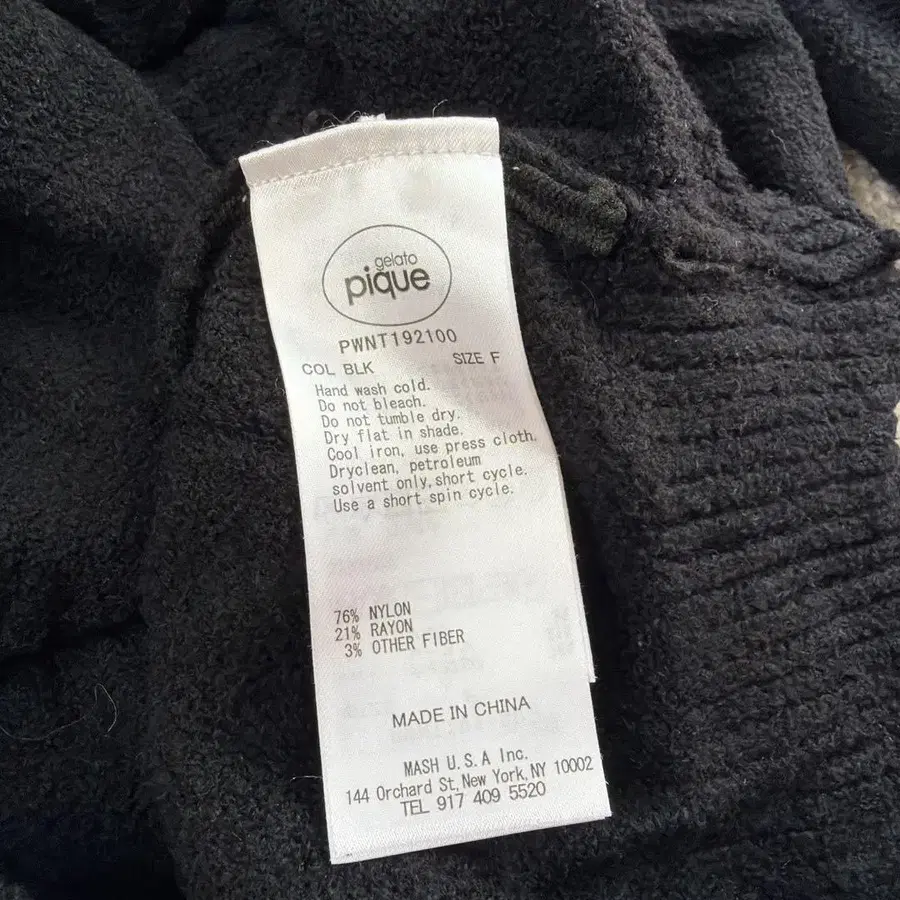 gelato
pique
PWNT192100
COL BLK SIZE F
Hand wash cold.
Do not bleach.
Do not tumble dry.
Dry flat in shade.
Cool iron, use press cloth.
Dryclean, petroleum
solvent only, short cycle.
Use a short spin cycle.
76% NYLON
21% RAYON
3% OTHER FIBER
MADE IN CHINA
MASH U.S.A Inc.
144 Orchard St, New York, NY 10002
TEL 917 409 5520